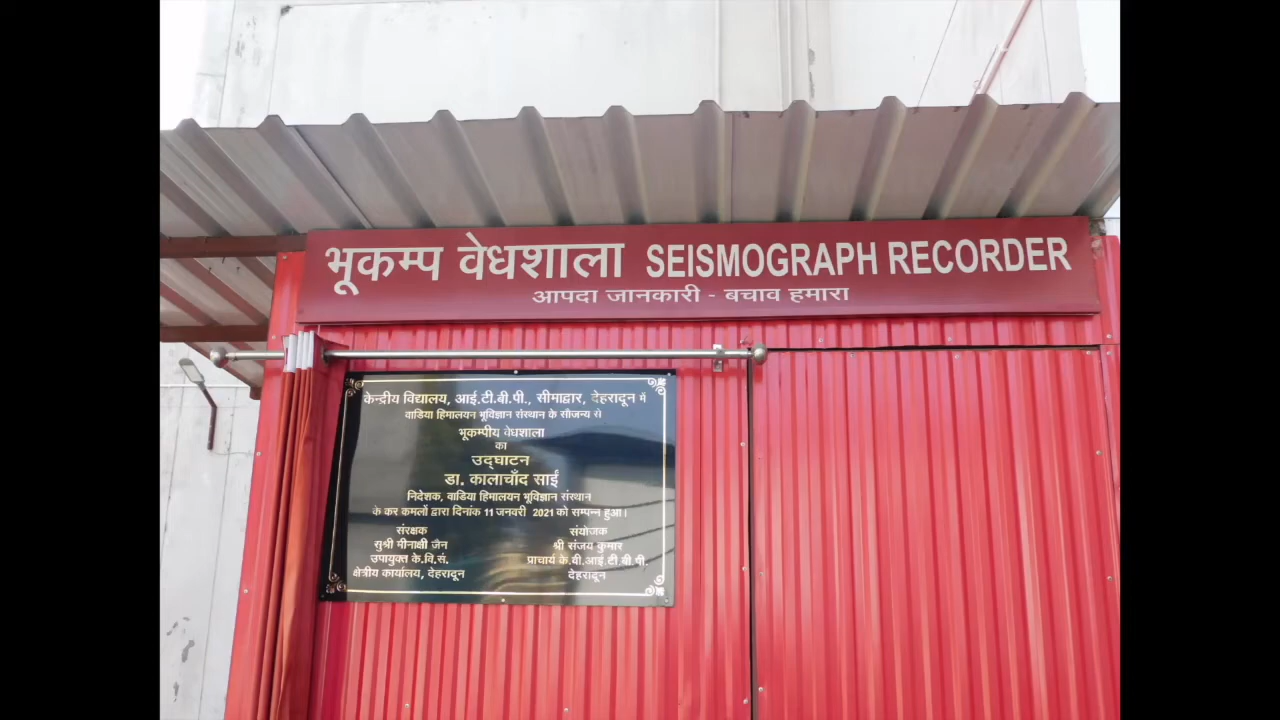 भूकम्प वेधशाला SEISMOGRAPH RECORDER
आपदा जानकारी - बचाव हमारा
केन्द्रीय विद्यालय, आई.टी.बी.पी., सीमाद्वार, देहरादून में
वाडिया हिमालयन भूविज्ञान संस्थान के सौजन्य से
भूकम्पीय वेधशाला
का
उद्घाटन
डा. कालाचाँद साईं
निदेशक, वाडिया हिमालयन भूविज्ञान संस्थान
के कर कमलों द्वारा दिनांक 11 जनवरी 2021 को सम्पन्न हुआ।
संरक्षक
सुश्री मीनाक्षी जैन
उपायुक्त के.वि.सं.
क्षेत्रीय कार्यालय, देहरादून
संयोजक
श्री संजय कुमार
प्राचार्य के.वी.आई.टी.बी.पी.
देहरादून